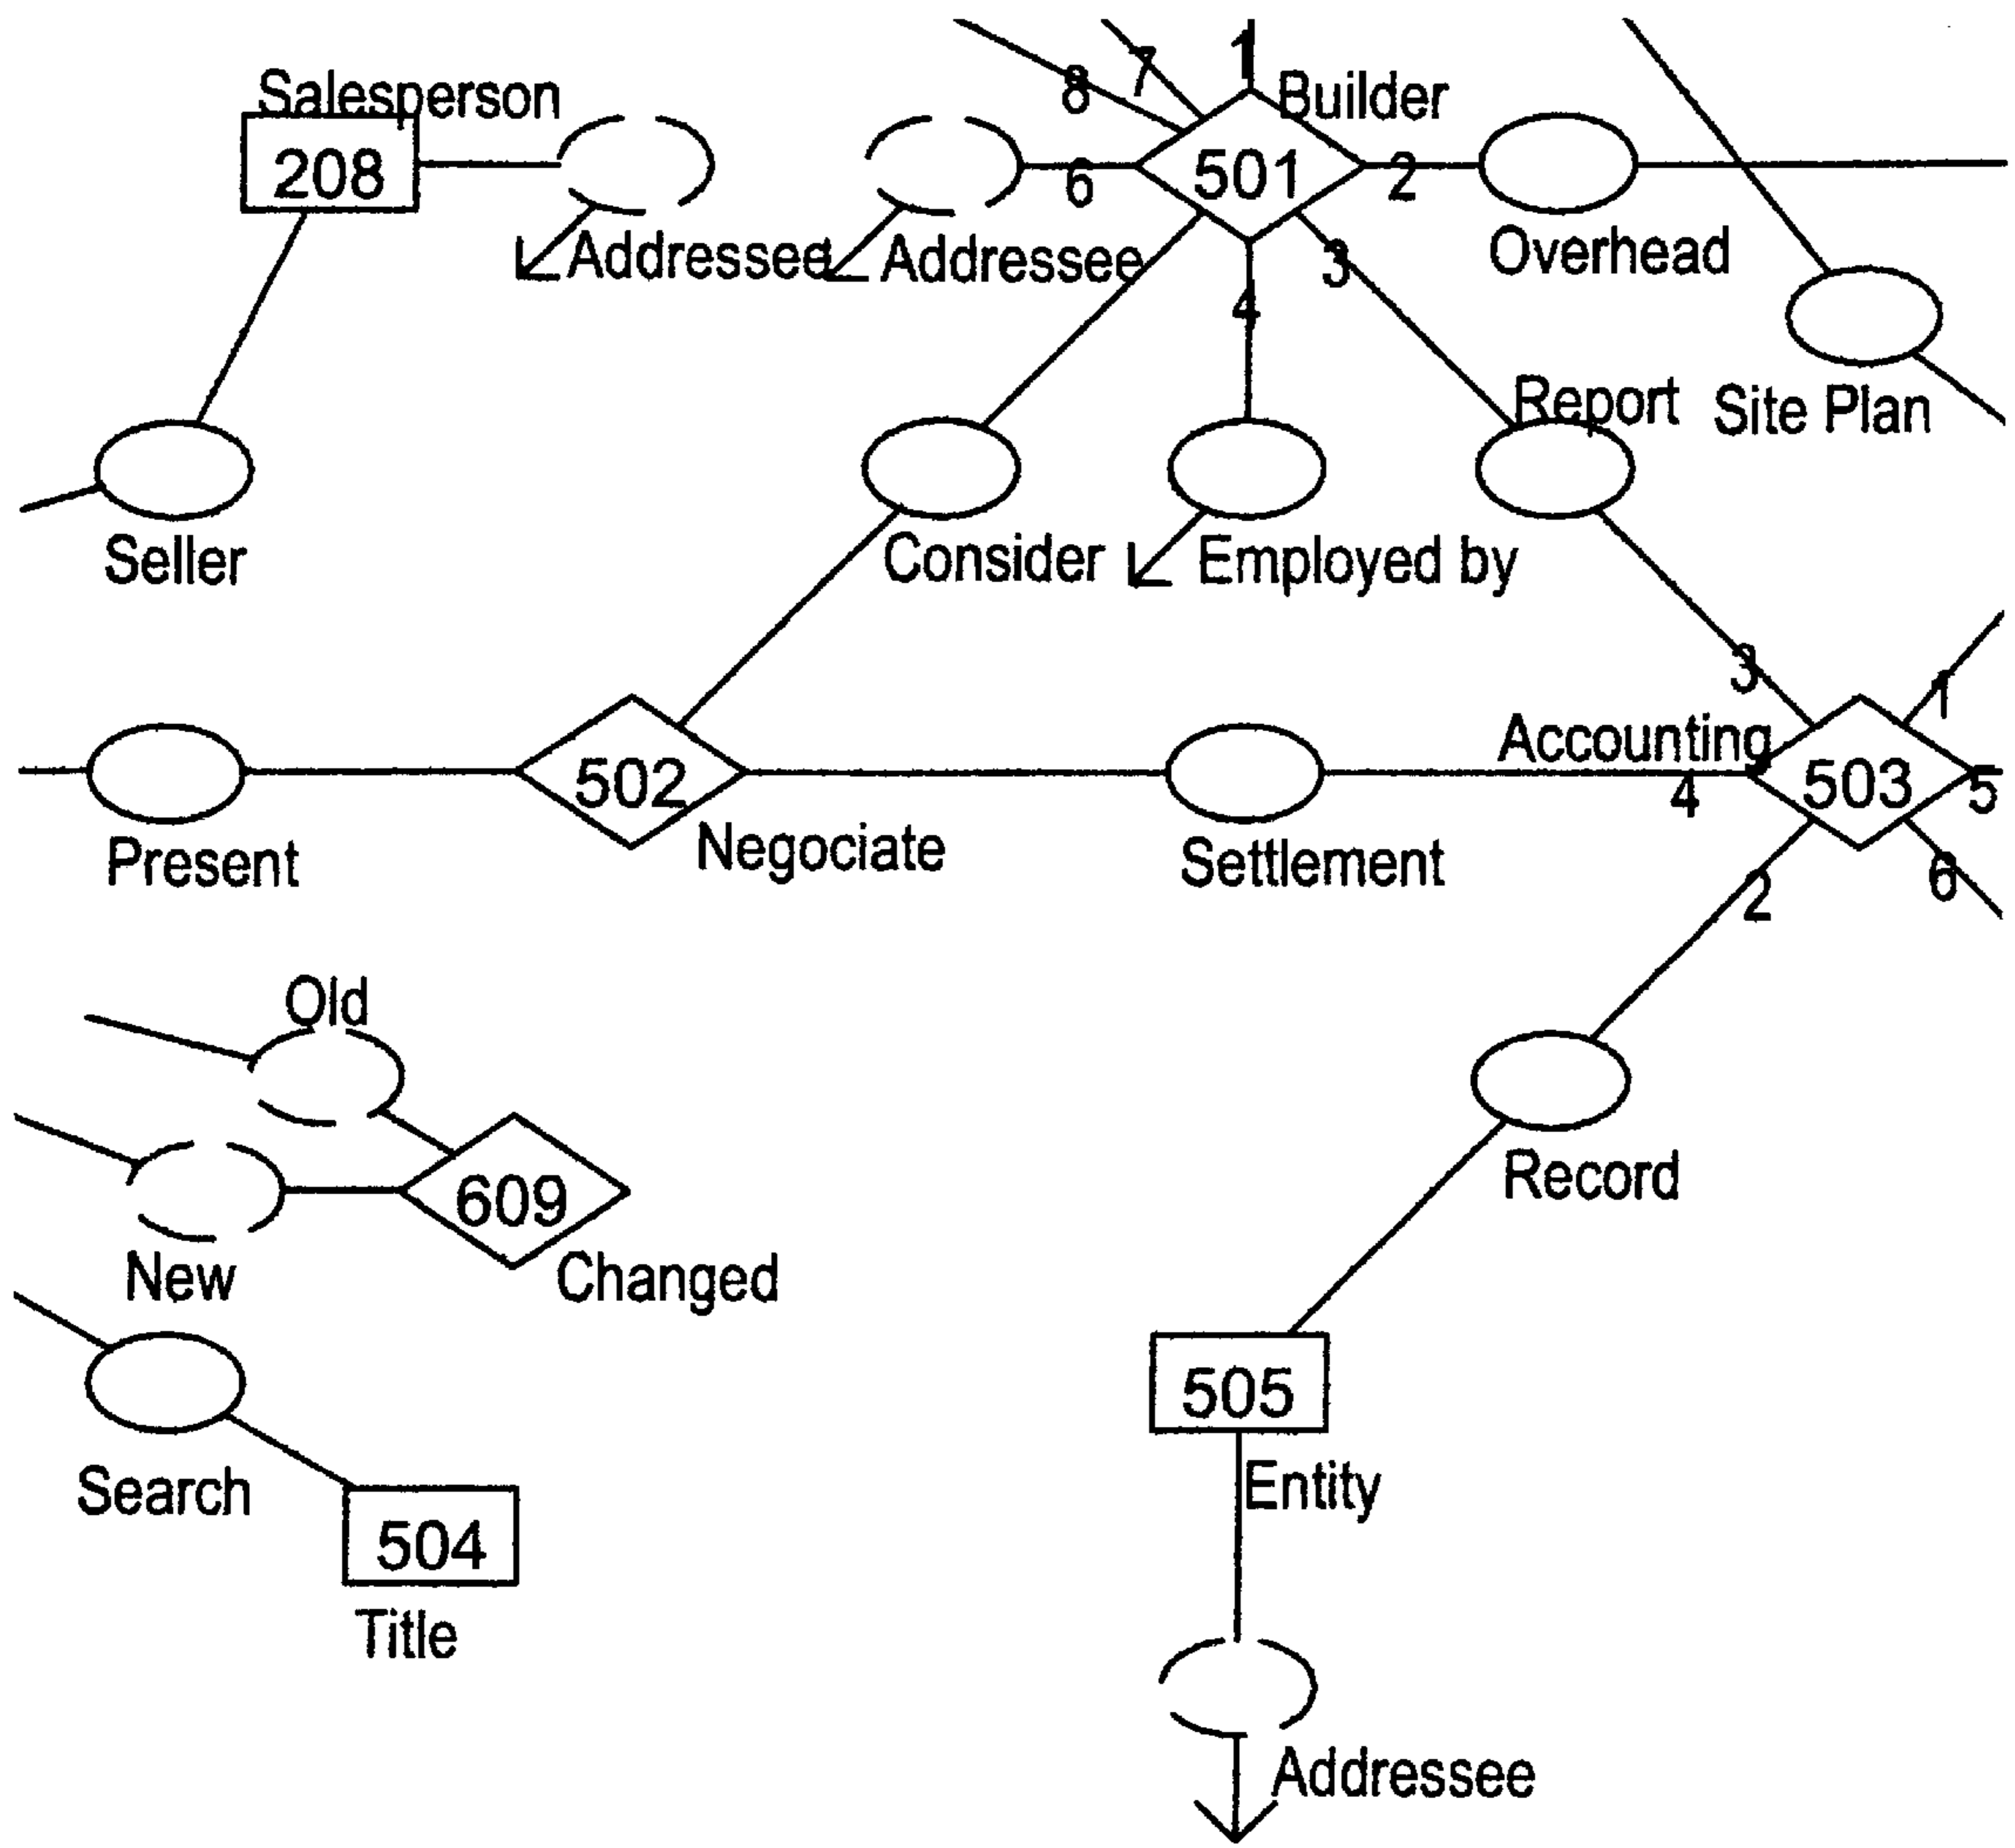 1
7
8
Salesperson
Builder
208
501
6
2
Addressee
Addressee
3
Overhead
4
Report
Site Plan
Seller
Consider
Employed by
3
1
Accounting
502
4
503
5
Present
Negociate
Settlement
2
6
Old
609
New
Changed
Record
505
Search
Entity
504
Title
Addressee